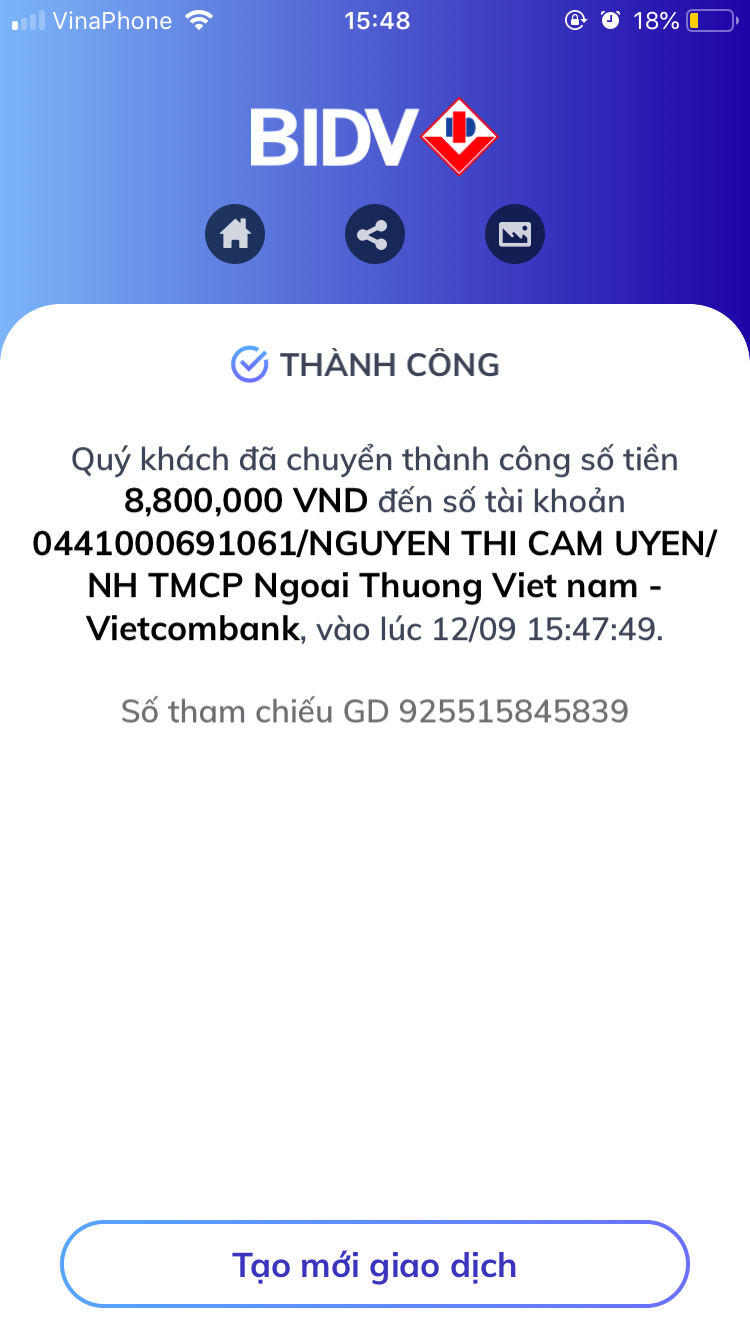 VinaPhone 15:48 18%
BIDV
THÀNH CÔNG
Quý khách đã chuyển thành công số tiền
8,800,000 VND đến số tài khoản
0441000691061/NGUYEN THI CAM UYEN/
NH TMCP Ngoai Thuong Viet nam -
Vietcombank, vào lúc 12/09 15:47:49.
Số tham chiếu GD 925515845839
Tạo mới giao dịch